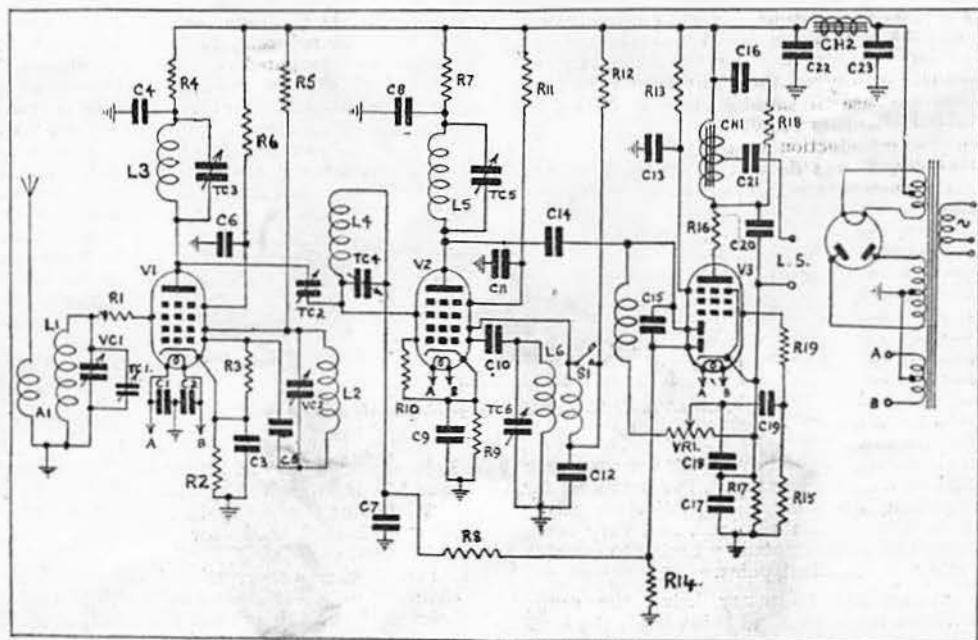 CH2
C22
C23
C16
R4
C4
R5
R7
C8
R11
R12
R13
R6
R18
CH1
L3
TC3
L5
TC5
C13
C21
L4
C6
C14
R16
C20
V1
TC4
V2
C11
V3
L.S.
TC2
C15
R1
L1
VC1
TC1.
A1
C1
C2
A
B
R3
L2
R2
C3
C10
L6
S1
R19
R10
A
B
TC6
C9
R9
C12
A
B
VR1.
C19
C18
R17
R15
C17
A
B
C7
R8
R14.